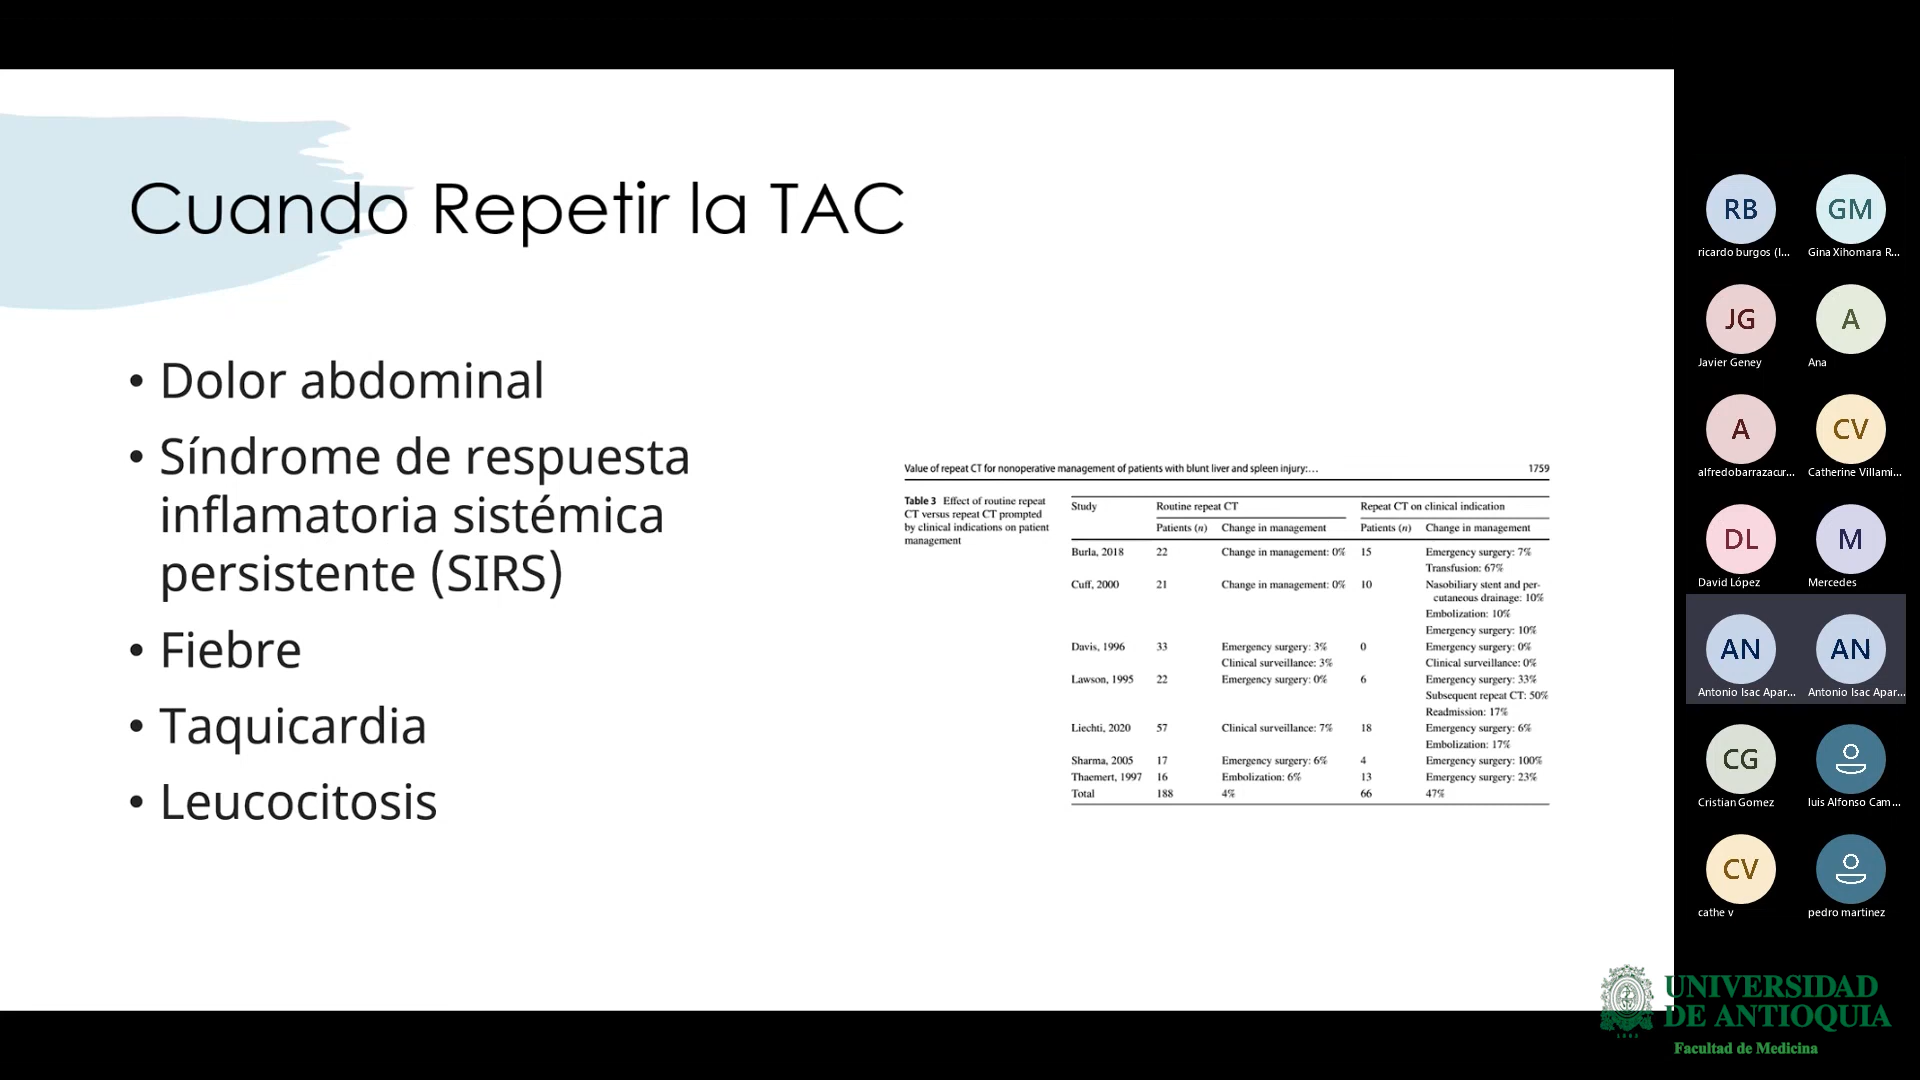 Cuando Repetir la TAC
• Dolor abdominal
• Síndrome de respuesta
inflamatoria sistémica
persistente (SIRS)
• Fiebre
• Taquicardia
• Leucocitosis
Value of repeat CT for nonoperative management of patients with blunt liver and spleen injury:… 1759
Table 3 Effect of routine repeat
CT versus repeat CT prompted
by clinical indications on patient
management
Study Routine repeat CT Repeat CT on clinical indication
Patients (n) Change in management Patients (n) Change in management
Burla, 2018 22 Change in management: 0% 15 Emergency surgery: 7%
Transfusion: 67%
Cuff, 2000 21 Change in management: 0% 10 Nasobiliary stent and per-
cutaneous drainage: 10%
Embolization: 10%
Emergency surgery: 10%
Davis, 1996 33 Emergency surgery: 3% 0 Emergency surgery: 0%
Clinical surveillance: 3% Clinical surveillance: 0%
Lawson, 1995 22 Emergency surgery: 0% 6 Emergency surgery: 33%
Subsequent repeat CT: 50%
Readmission: 17%
Liechti, 2020 57 Clinical surveillance: 7% 18 Emergency surgery: 6%
Embolization: 17%
Sharma, 2005 17 Emergency surgery: 6% 4 Emergency surgery: 100%
Thaemert, 1997 16 Embolization: 6% 13 Emergency surgery: 23%
Total 188 4% 66 47%
RB GM
ricardo burgos (I... Gina Xihomara R...
JG A
Javier Geney Ana
A CV
alfredobarrazacur... Catherine Villami...
DL M
David López Mercedes
AN AN
Antonio Isac Apar... Antonio Isac Apar...
CG
Cristian Gomez luis Alfonso Cam...
CV
cathe v pedro martinez
UNIVERSIDAD
DE ANTIOQUIA
Facultad de Medicina